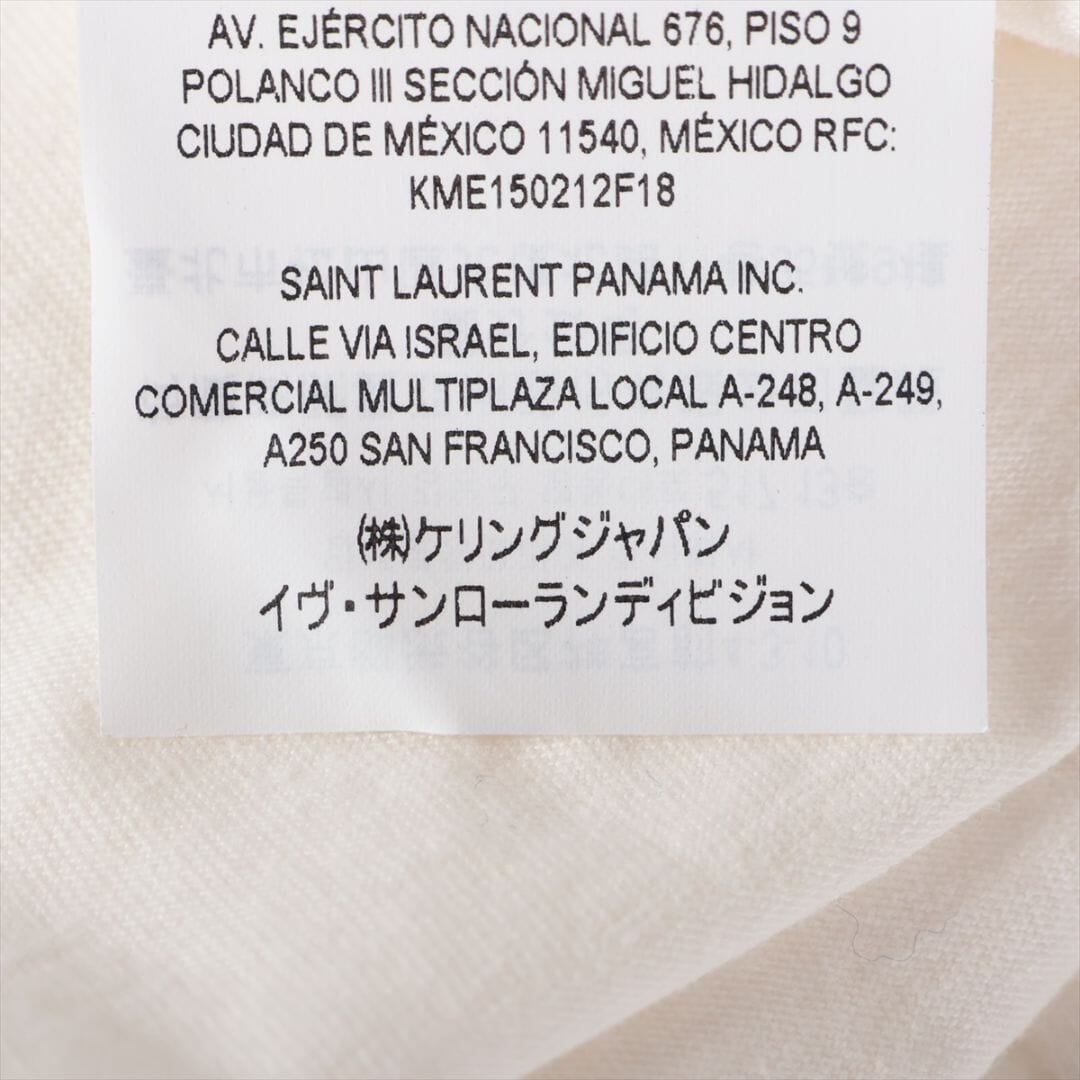 AV. EJÉRCITO NACIONAL 676, PISO 9
POLANCO III SECCIÓN MIGUEL HIDALGO
CIUDAD DE MÉXICO 11540, MÉXICO RFC:
KME150212F18
SAINT LAURENT PANAMA INC.
CALLE VIA ISRAEL, EDIFICIO CENTRO
COMERCIAL MULTIPLAZA LOCAL A-248, A-249,
A250 SAN FRANCISCO, PANAMA
㈱ケリングジャパン
イヴ・サンローランディビジョン